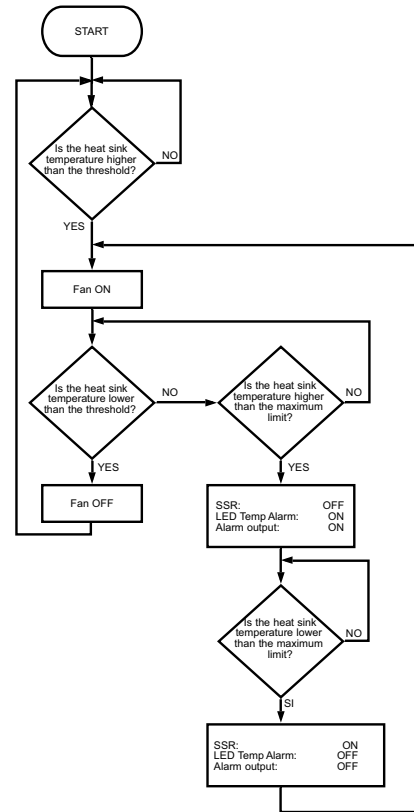 START
Is the heat sink
temperature higher
than the threshold?
NO
YES
Fan ON
Is the heat sink
temperature lower
than the threshold?
NO
Is the heat sink
temperature higher
than the maximum
limit?
NO
YES
YES
Fan OFF
SSR: OFF
LED Temp Alarm: ON
Alarm output: ON
Is the heat sink
temperature lower
than the maximum
limit?
NO
SI
SSR: ON
LED Temp Alarm: OFF
Alarm output: OFF